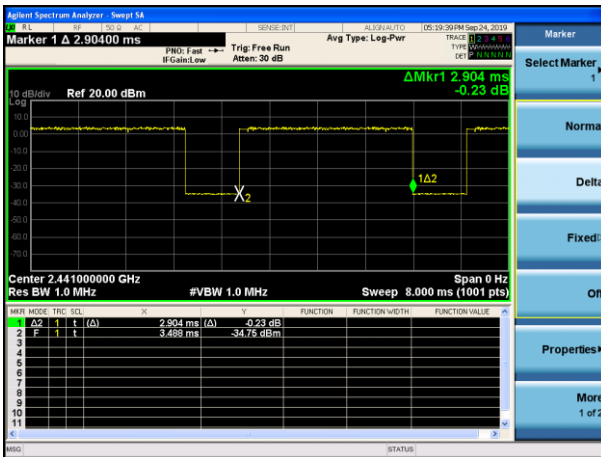 Agilent Spectrum Analyzer - Swept SA
RL RF 50 Ω AC SENSE:INT ALIGN AUTO 05:19:39 PM Sep 24, 2019
Marker 1 Δ 2.90400 ms
PNO: Fast Trig: Free Run Avg Type: Log-Pwr TRACE 1 2 3 4 5 6
IFGain:Low Atten: 30 dB TYPE
DET P N N N N N
ΔMkr1 2.904 ms
-0.23 dB
10 dB/div Ref 20.00 dBm
Log
10.0
0.00
-10.0
-20.0
-30.0
-40.0
-50.0
-60.0
-70.0
1Δ2
2
Center 2.441000000 GHz Span 0 Hz
Res BW 1.0 MHz #VBW 1.0 MHz Sweep 8.000 ms (1001 pts)
MKR MODE TRC SCL X Y FUNCTION FUNCTION WIDTH FUNCTION VALUE
1 Δ2 1 t (Δ) 2.904 ms (Δ) -0.23 dB
2 F 1 t 3.488 ms -34.75 dBm
3
4
5
6
7
8
9
10
11
MSG STATUS
Marker
Select Marker
1
Norma
Delta
Fixed
Off
Properties
More
1 of 2